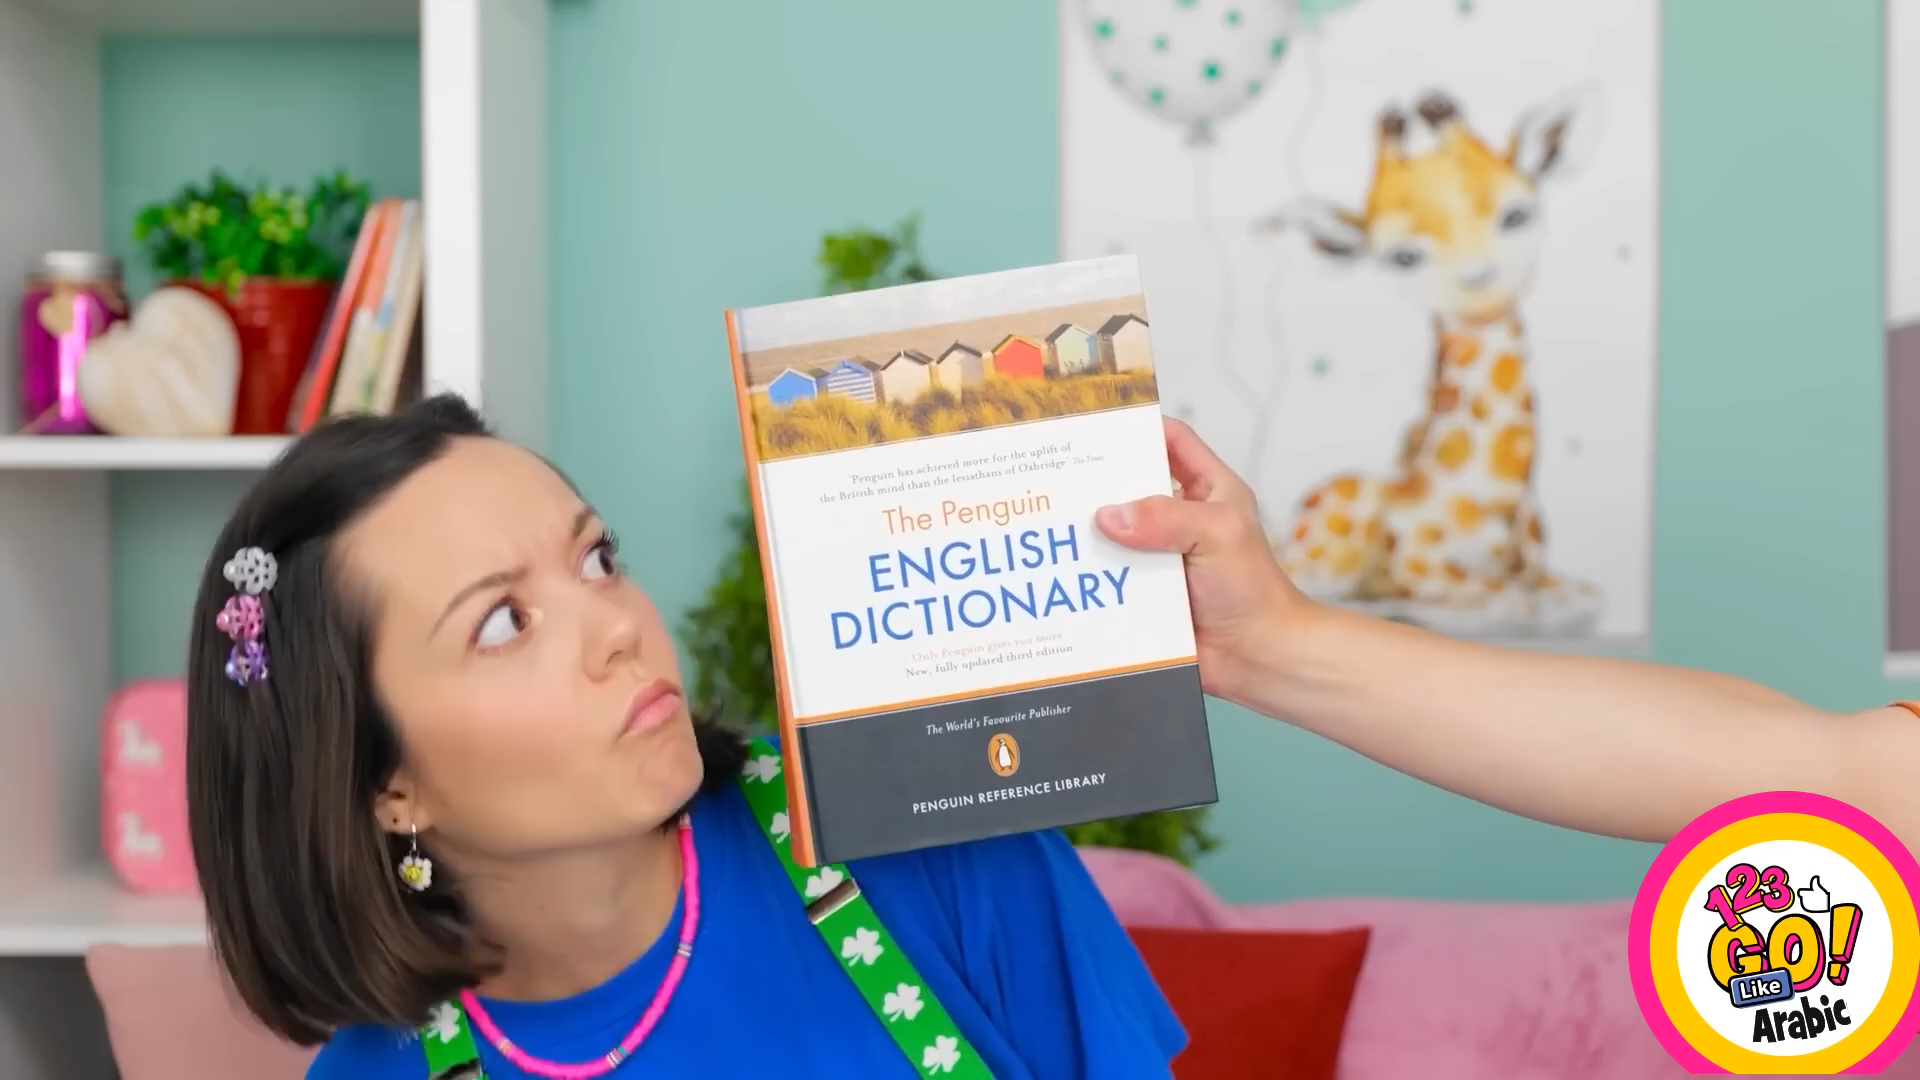 'Penguin has achieved more for the uplift of
the British mind than the leviathans of Oxbridge' The Times
The Penguin
ENGLISH
DICTIONARY
Only Penguin gives you more
New, fully updated third edition
The World's Favourite Publisher
PENGUIN REFERENCE LIBRARY
123
GO!
Like
Arabic